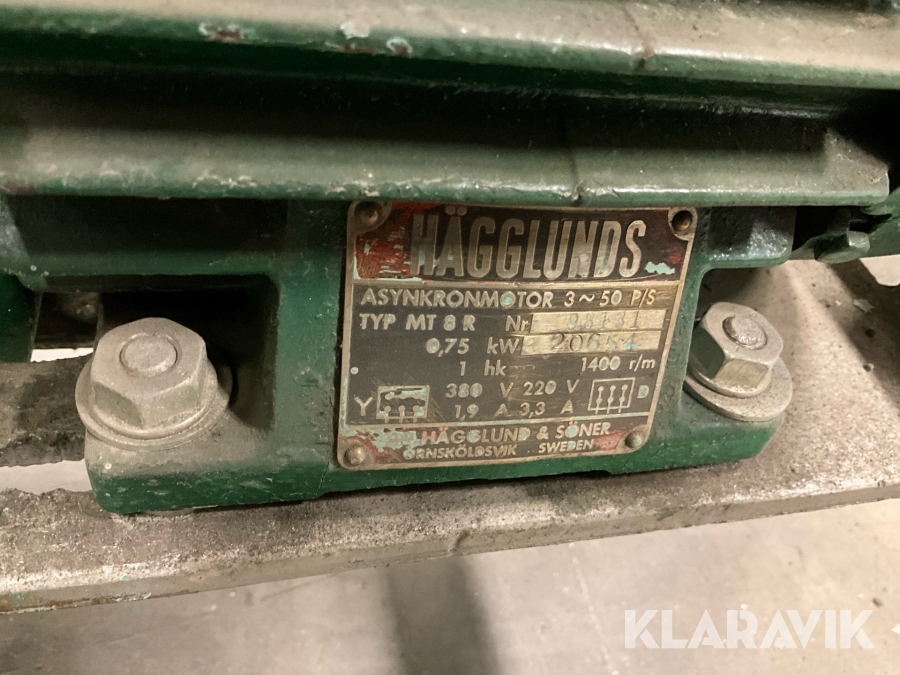 HÄGGLUNDS
ASYNKRONMOTOR 3~50 P/S
TYP MT 8 R Nr
0,75 kW
1 hk 1400 r/m
Y 380 V 220 V D
1,9 A 3,3 A
HÄGGLUND & SÖNER
ÖRNSKÖLDSVIK. SWEDEN
KLARAVIK